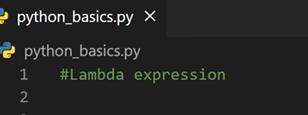 python_basics.py ×
python_basics.py
1 #Lambda expression
2